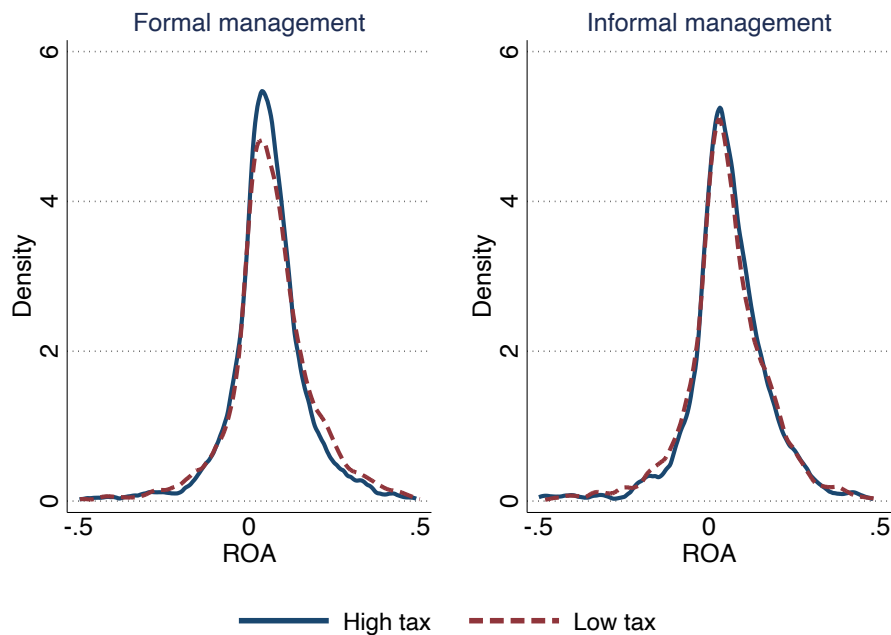 Formal management
Informal management
6
4
2
0
Density
-.5
0
.5
ROA
6
4
2
0
Density
-.5
0
.5
ROA
High tax
Low tax